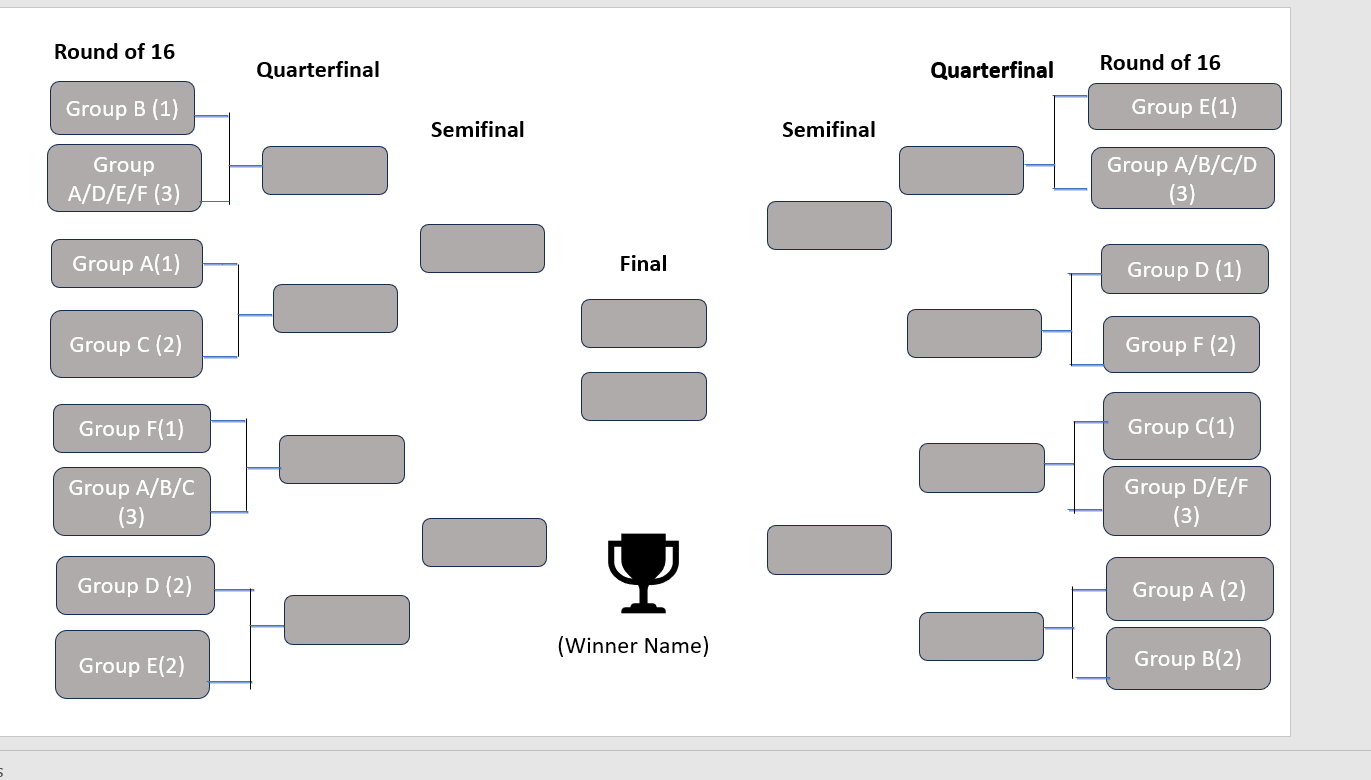 Round of 16
Quarterfinal
Semifinal
Group B (1)
Group
A/D/E/F (3)
Group A(1)
Group C (2)
Group F(1)
Group A/B/C
(3)
Group D (2)
Group E(2)
Final
(Winner Name)
Semifinal
Quarterfinal
Round of 16
Group E(1)
Group A/B/C/D
(3)
Group D (1)
Group F (2)
Group C(1)
Group D/E/F
(3)
Group A (2)
Group B(2)
s